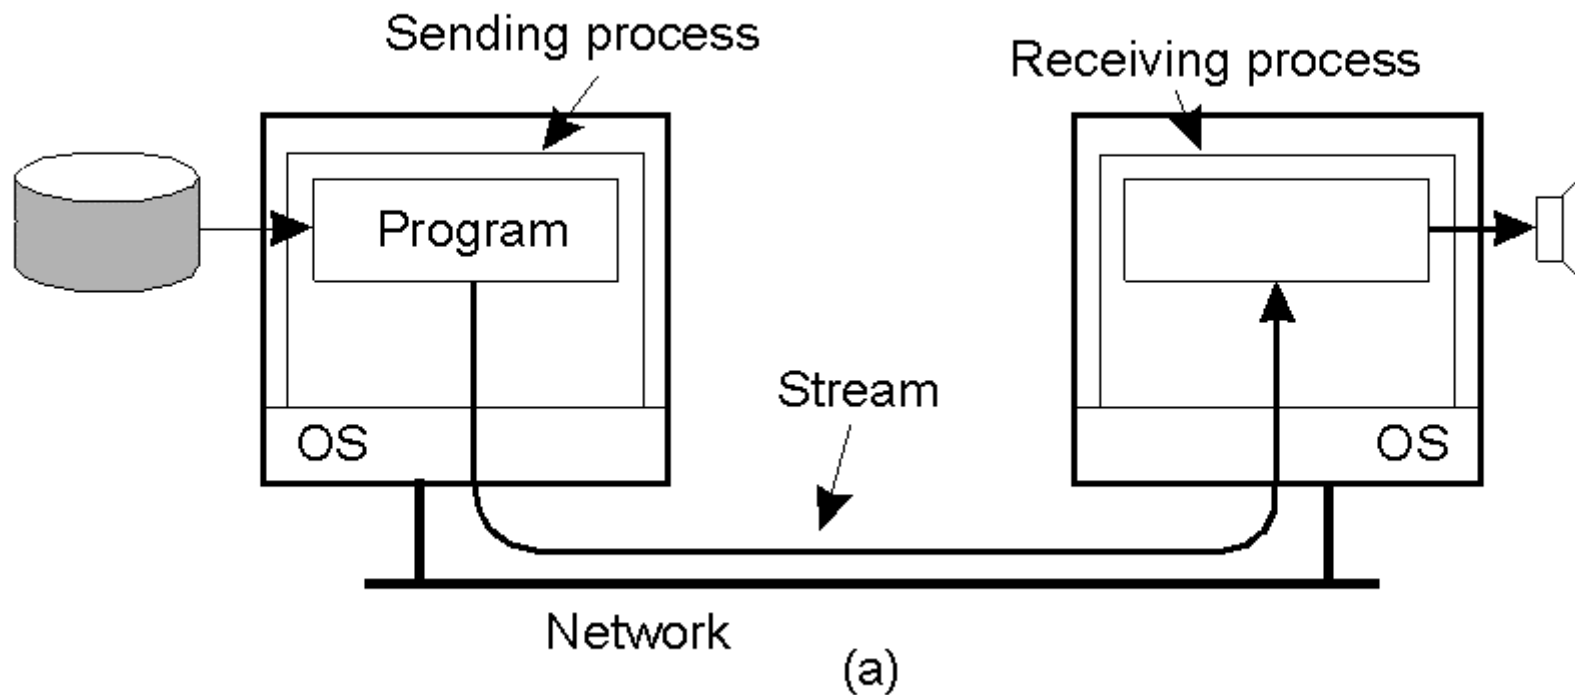 Sending process
Receiving process
Program
Stream
OS
OS
Network
(a)